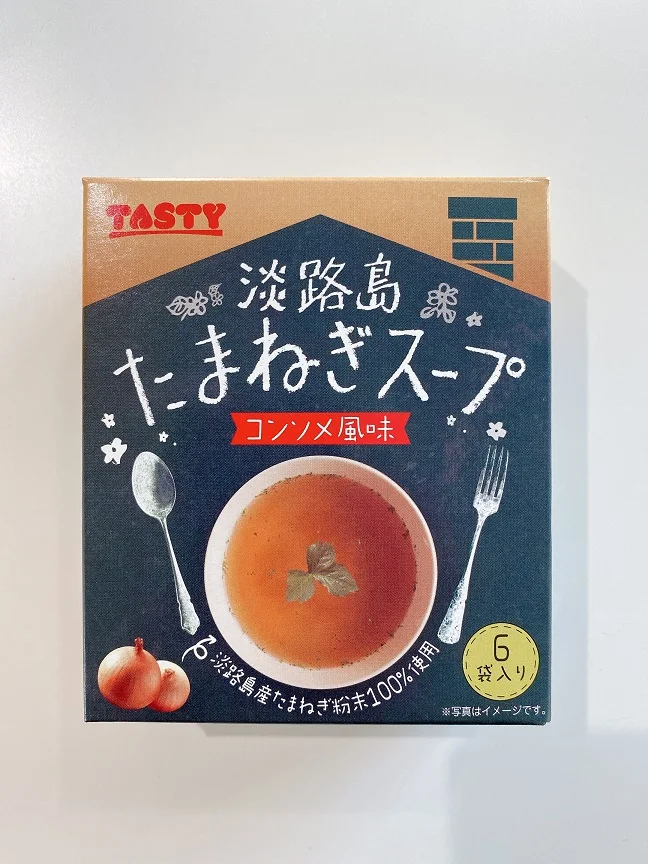 TASTY
淡路島
たまねぎスープ
コンソメ風味
淡路島産たまねぎ粉末100%使用
6
袋入り
※写真はイメージです。